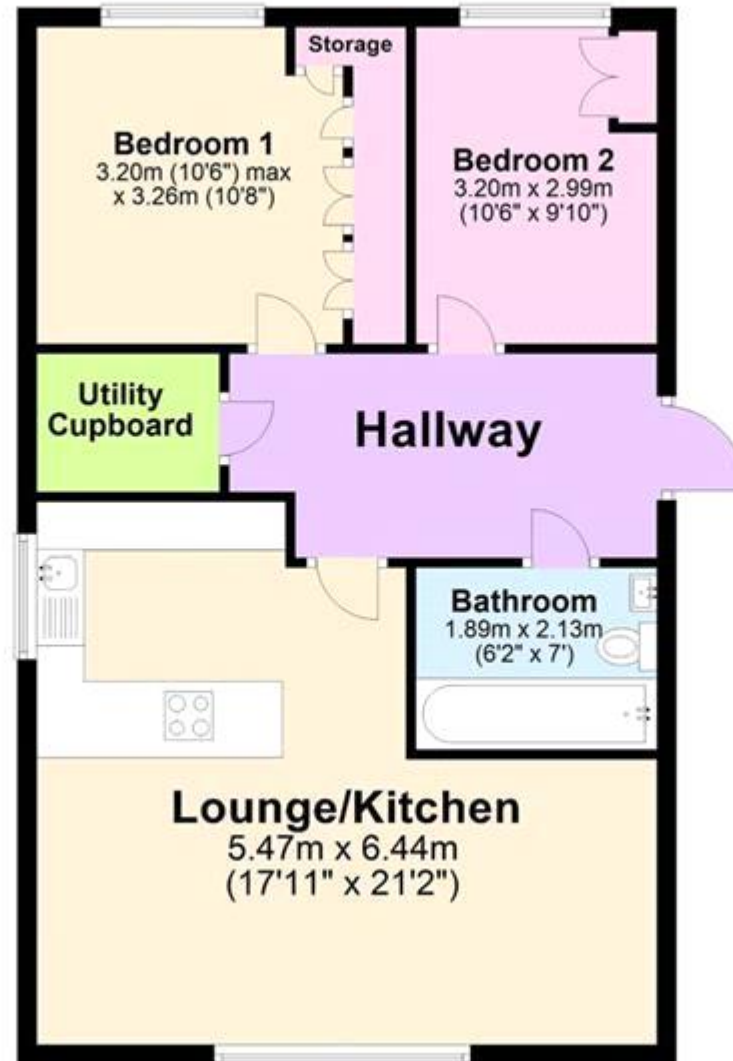 Storage
Bedroom 1
3.20m (10'6") max
x 3.26m (10'8")
Bedroom 2
3.20m x 2.99m
(10'6" x 9'10")
Utility
Cupboard
Hallway
Bathroom
1.89m x 2.13m
(6'2" x 7')
Lounge/Kitchen
5.47m x 6.44m
(17'11" x 21'2")